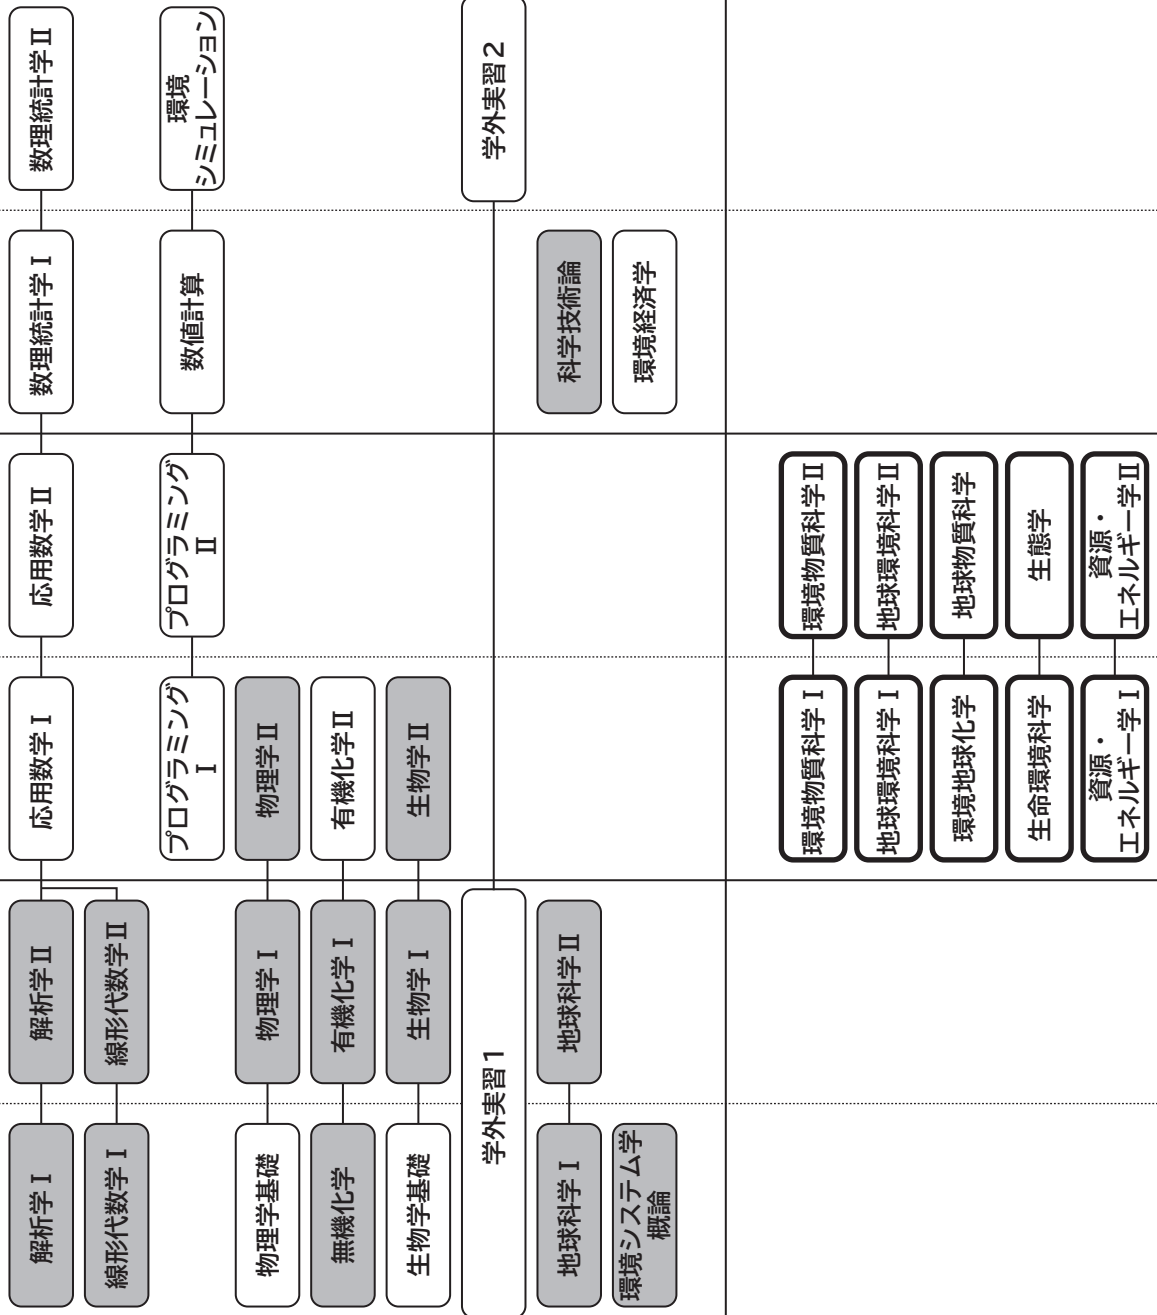 解析学Ⅰ
解析学Ⅱ
応用数学Ⅰ
応用数学Ⅱ
数理統計学Ⅰ
数理統計学Ⅱ
線形代数学Ⅰ
線形代数学Ⅱ
プログラミング
Ⅰ
プログラミング
Ⅱ
数値計算
環境
シミュレーション
物理学基礎
物理学Ⅰ
物理学Ⅱ
無機化学
有機化学Ⅰ
有機化学Ⅱ
生物学基礎
生物学Ⅰ
生物学Ⅱ
学外実習1
学外実習2
地球科学Ⅰ
地球科学Ⅱ
科学技術論
環境システム学
概論
環境経済学
環境物質科学Ⅰ
環境物質科学Ⅱ
地球環境科学Ⅰ
地球環境科学Ⅱ
環境地球化学
地球物質科学
生命環境科学
生態学
資源・
エネルギー学Ⅰ
資源・
エネルギー学Ⅱ